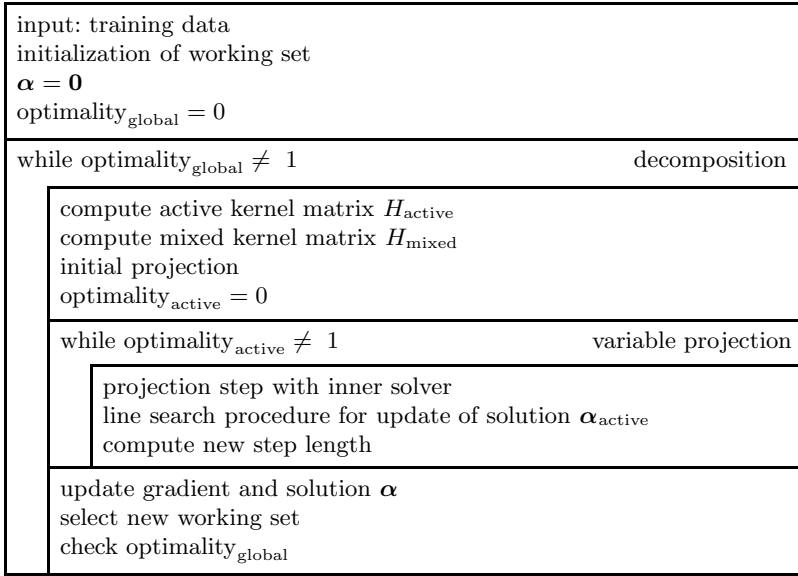 input: training data
initialization of working set
α = 0
optimality_global = 0
while optimality_global ≠ 1 decomposition
compute active kernel matrix H_active
compute mixed kernel matrix H_mixed
initial projection
optimality_active = 0
while optimality_active ≠ 1 variable projection
projection step with inner solver
line search procedure for update of solution α_active
compute new step length
update gradient and solution α
select new working set
check optimality_global